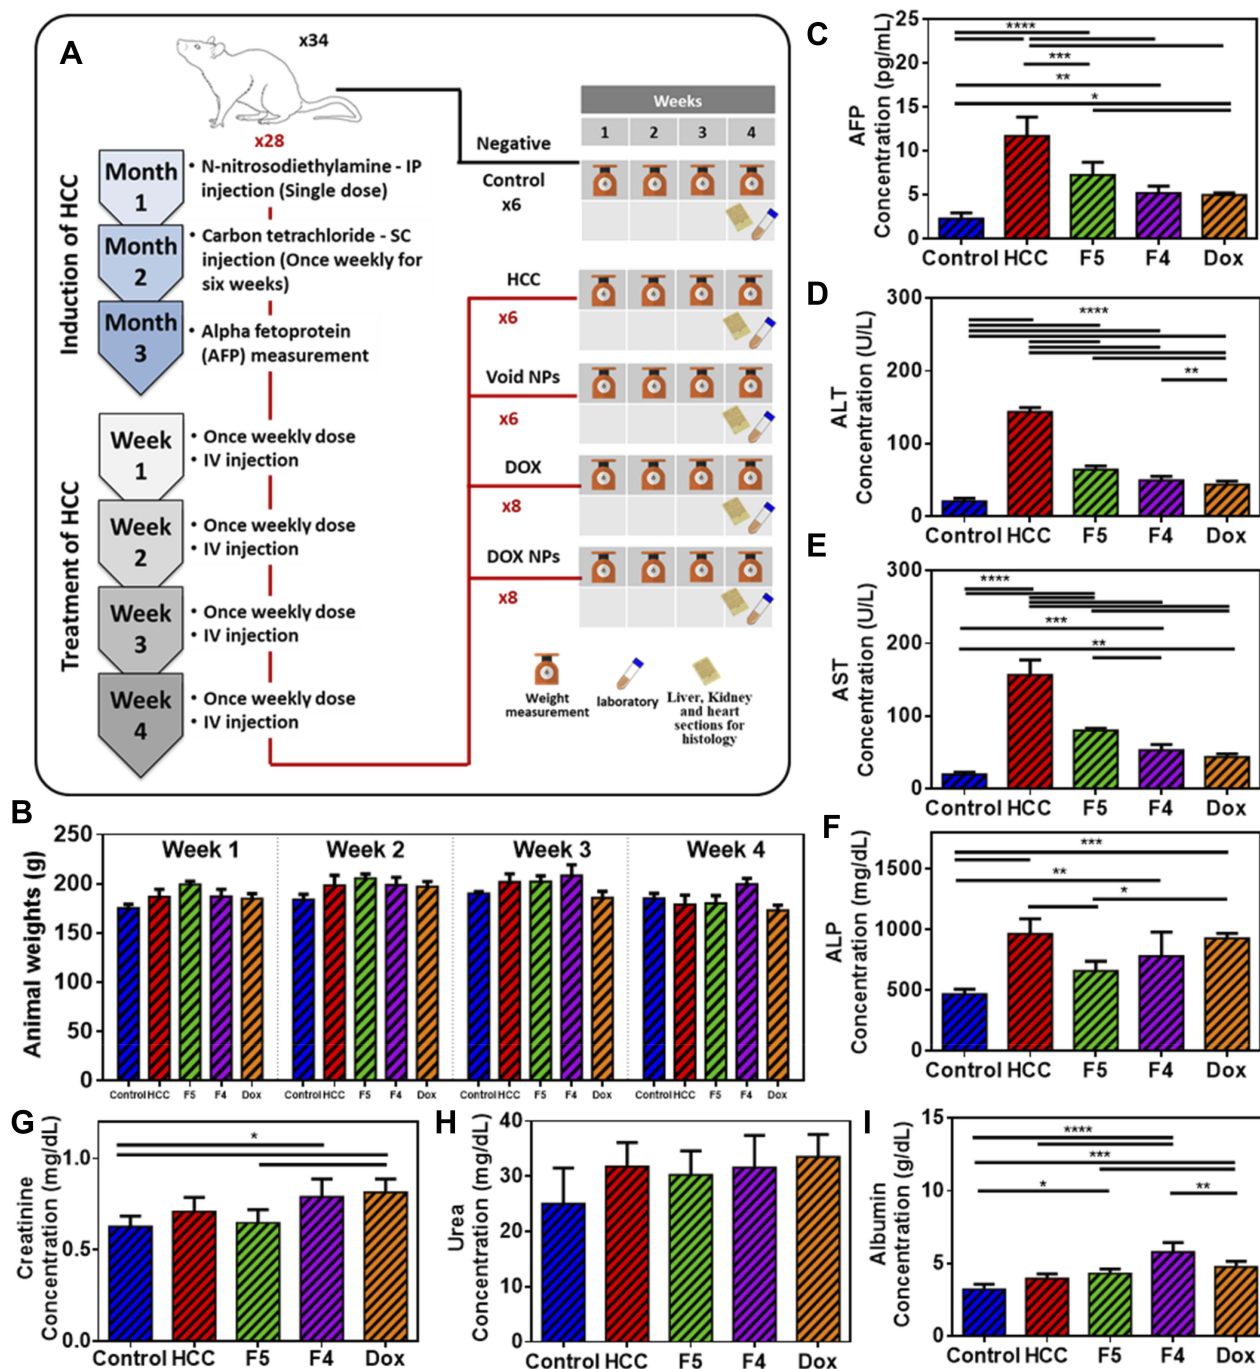 A
x34
x28
Induction of HCC
Month
1
• N-nitrosodiethylamine - IP
injection (Single dose)
Month
2
• Carbon tetrachloride - SC
injection (Once weekly for
six weeks)
Month
3
• Alpha fetoprotein
(AFP) measurement
Treatment of HCC
Week
1
• Once weekly dose
• IV injection
Week
2
• Once weekly dose
• IV injection
Week
3
• Once weekly dose
• IV injection
Week
4
• Once weekly dose
• IV injection
Weeks
1 2 3 4
Negative
Control
x6
HCC
x6
Void NPs
x6
DOX
x8
DOX NPs
x8
Weight
measurement
laboratory
Liver, Kidney
and heart
sections for
histology
B
Animal weights (g)
250
200
150
100
50
0
Week 1 Week 2 Week 3 Week 4
Control HCC F5 F4 Dox Control HCC F5 F4 Dox Control HCC F5 F4 Dox Control HCC F5 F4 Dox
C
AFP
Concentration (pg/mL)
25
20
15
10
5
0
****
***
**
*
Control HCC F5 F4 Dox
D
ALT
Concentration (U/L)
300
200
100
0
****
**
Control HCC F5 F4 Dox
E
AST
Concentration (U/L)
300
200
100
0
****
***
**
Control HCC F5 F4 Dox
F
ALP
Concentration (mg/dL)
1500
1000
500
0
***
**
*
Control HCC F5 F4 Dox
G
Creatinine
Concentration (mg/dL)
1.0
0.5
0.0
*
Control HCC F5 F4 Dox
H
Urea
Concentration (mg/dL)
40
30
20
10
0
Control HCC F5 F4 Dox
I
Albumin
Concentration (g/dL)
15
10
5
0
****
***
*
**
Control HCC F5 F4 Dox